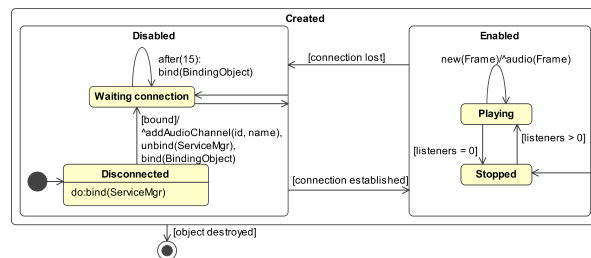 Created
Disabled
Enabled
after(15):
bind(BindingObject)
[connection lost]
new(Frame)/^audio(Frame)
Waiting connection
Playing
[bound]/
^addAudioChannel(id, name),
unbind(ServiceMgr),
bind(BindingObject)
[listeners = 0]
[listeners > 0]
Disconnected
do:bind(ServiceMgr)
[connection established]
Stopped
[object destroyed]